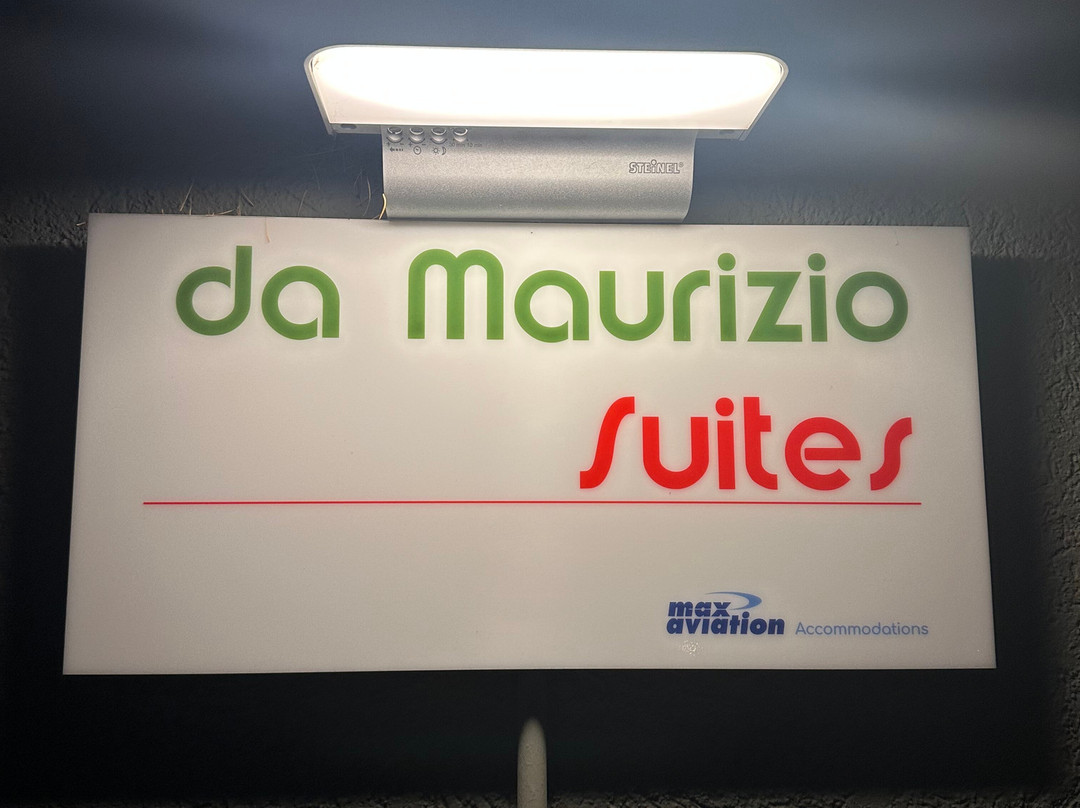 STEINEL®
da Maurizio
Suites
max
aviation Accommodations